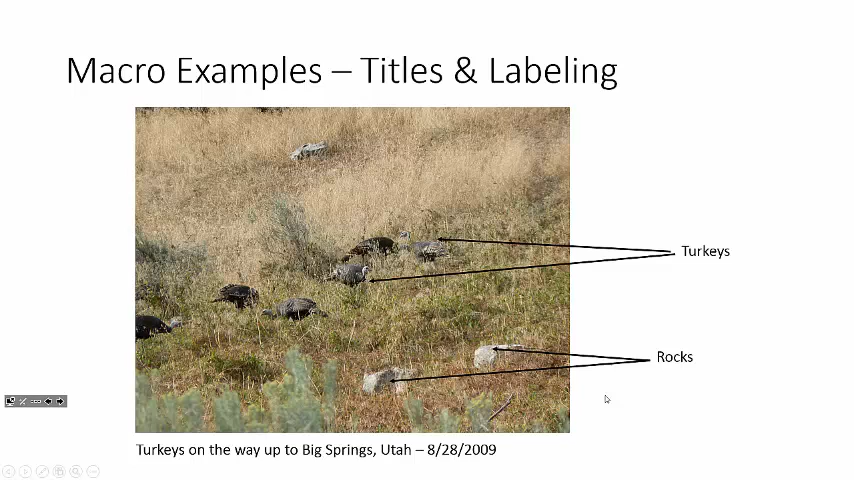 Macro Examples – Titles & Labeling
Turkeys
Rocks
Turkeys on the way up to Big Springs, Utah – 8/28/2009